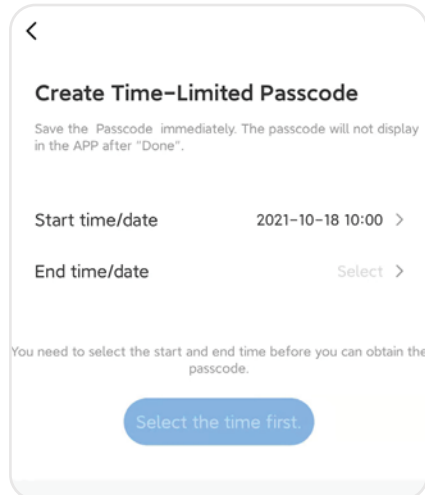 Create Time-Limited Passcode
Save the Passcode immediately. The passcode will not display
in the APP after "Done".
Start time/date 2021-10-18 10:00 >
End time/date Select >
You need to select the start and end time before you can obtain the
passcode.
Select the time first.